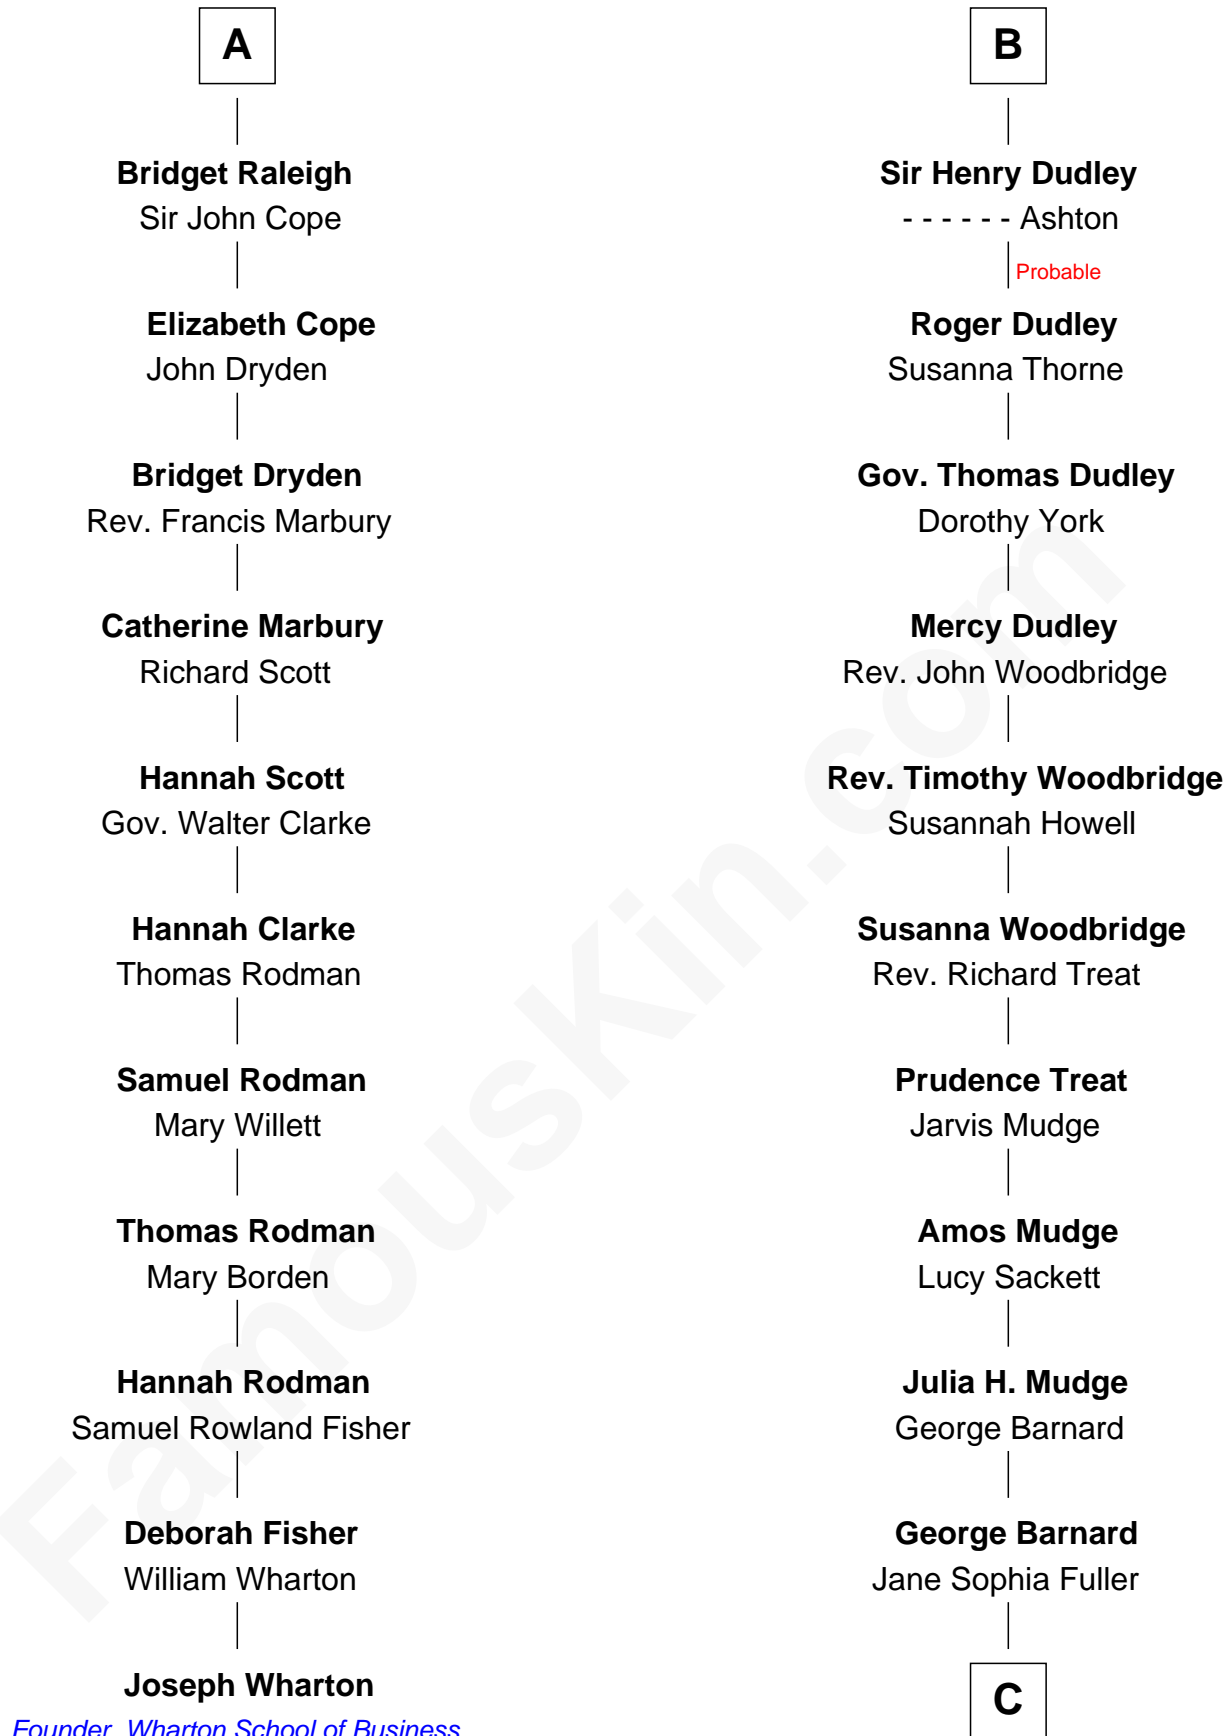 A
Bridget Raleigh
Sir John Cope
Elizabeth Cope
John Dryden
Bridget Dryden
Rev. Francis Marbury
Catherine Marbury
Richard Scott
Hannah Scott
Gov. Walter Clarke
Hannah Clarke
Thomas Rodman
Samuel Rodman
Mary Willett
Thomas Rodman
Mary Borden
Hannah Rodman
Samuel Rowland Fisher
Deborah Fisher
William Wharton
Joseph Wharton
Founder, Wharton School of Business
B
Sir Henry Dudley
- - - - - - Ashton
Probable
Roger Dudley
Susanna Thorne
Gov. Thomas Dudley
Dorothy York
Mercy Dudley
Rev. John Woodbridge
Rev. Timothy Woodbridge
Susannah Howell
Susanna Woodbridge
Rev. Richard Treat
Prudence Treat
Jarvis Mudge
Amos Mudge
Lucy Sackett
Julia H. Mudge
George Barnard
George Barnard
Jane Sophia Fuller
C
FamousKin.com